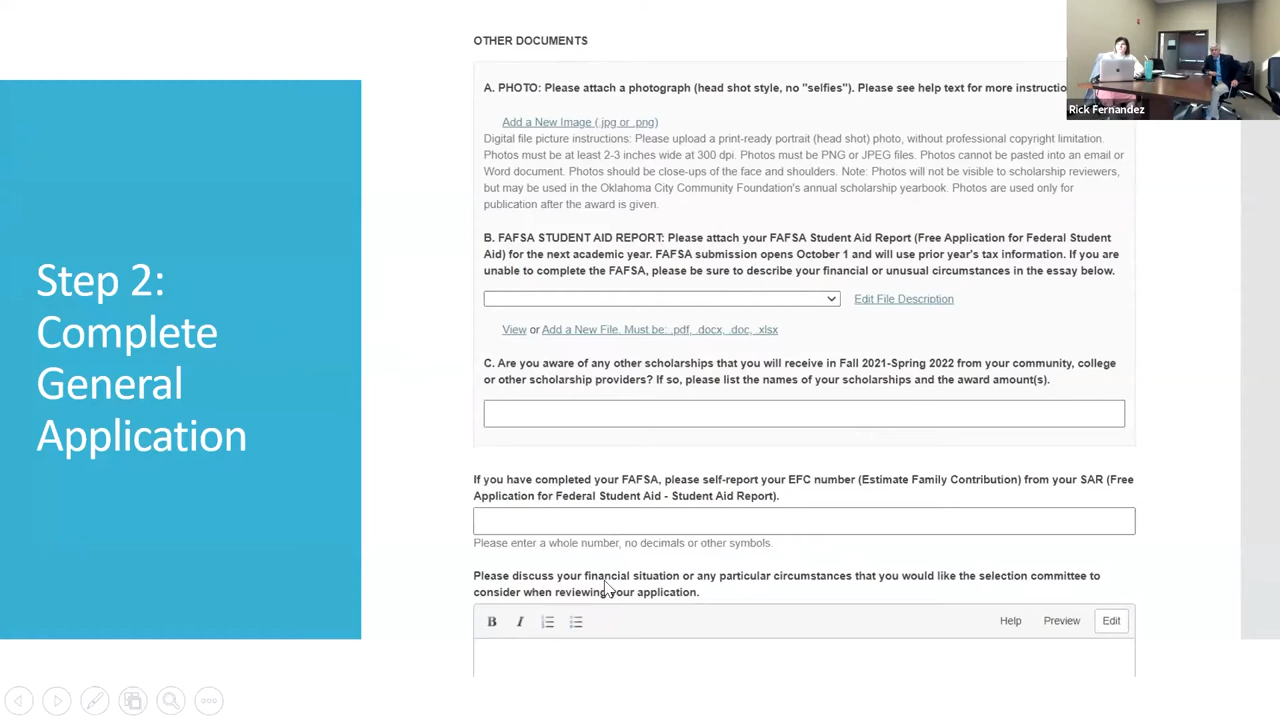 Step 2:
Complete
General
Application
OTHER DOCUMENTS
A. PHOTO: Please attach a photograph (head shot style, no "selfies"). Please see help text for more instructio
Add a New Image (.jpg or .png)
Digital file picture instructions: Please upload a print-ready portrait (head shot) photo, without professional copyright limitation.
Photos must be at least 2-3 inches wide at 300 dpi. Photos must be PNG or JPEG files. Photos cannot be pasted into an email or
Word document. Photos should be close-ups of the face and shoulders. Note: Photos will not be visible to scholarship reviewers,
but may be used in the Oklahoma City Community Foundation's annual scholarship yearbook. Photos are used only for
publication after the award is given.
B. FAFSA STUDENT AID REPORT: Please attach your FAFSA Student Aid Report (Free Application for Federal Student
Aid) for the next academic year. FAFSA submission opens October 1 and will use prior year's tax information. If you are
unable to complete the FAFSA, please be sure to describe your financial or unusual circumstances in the essay below.
Edit File Description
View or Add a New File. Must be: .pdf, .docx, .doc, .xlsx
C. Are you aware of any other scholarships that you will receive in Fall 2021-Spring 2022 from your community, college
or other scholarship providers? If so, please list the names of your scholarships and the award amount(s).
If you have completed your FAFSA, please self-report your EFC number (Estimate Family Contribution) from your SAR (Free
Application for Federal Student Aid - Student Aid Report).
Please enter a whole number, no decimals or other symbols.
Please discuss your financial situation or any particular circumstances that you would like the selection committee to
consider when reviewing your application.
B I Help Preview Edit
Rick Fernandez